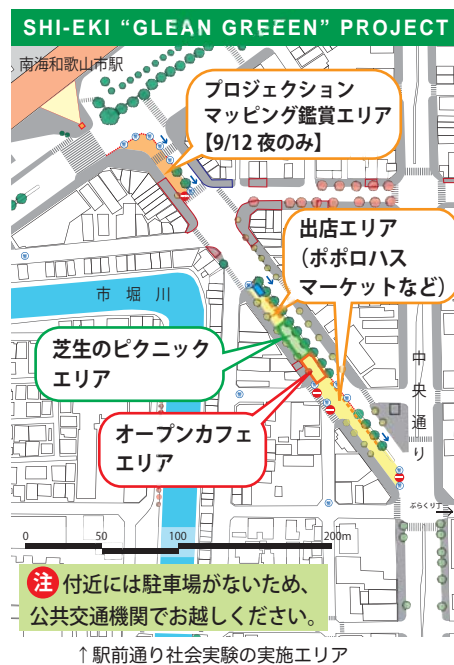 SHI-EKI “GLEAN GREEEN” PROJECT
南海和歌山市駅
プロジェクション
マッピング鑑賞エリア
【9/12 夜のみ】
出店エリア
（ポポロハス
マーケットなど）
市堀川
芝生のピクニック
エリア
中央通り
オープンカフェ
エリア
ぶらくり丁
0 50 100 200m
注 付近には駐車場がないため、
公共交通機関でお越しください。
↑駅前通り社会実験の実施エリア